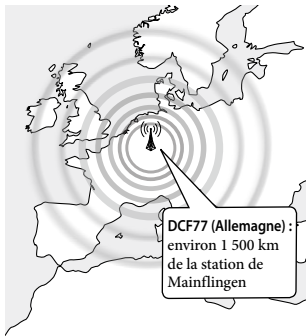 DCF77 (Allemagne) :
environ 1 500 km
de la station de
Mainflingen